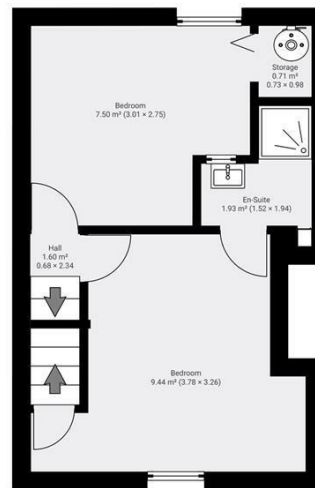 Storage
0.71 m²
0.73 × 0.98
Bedroom
7.50 m² (3.01 × 2.75)
En-Suite
1.93 m² (1.52 × 1.94)
Hall
1.60 m²
0.68 × 2.34
Bedroom
9.44 m² (3.78 × 3.26)